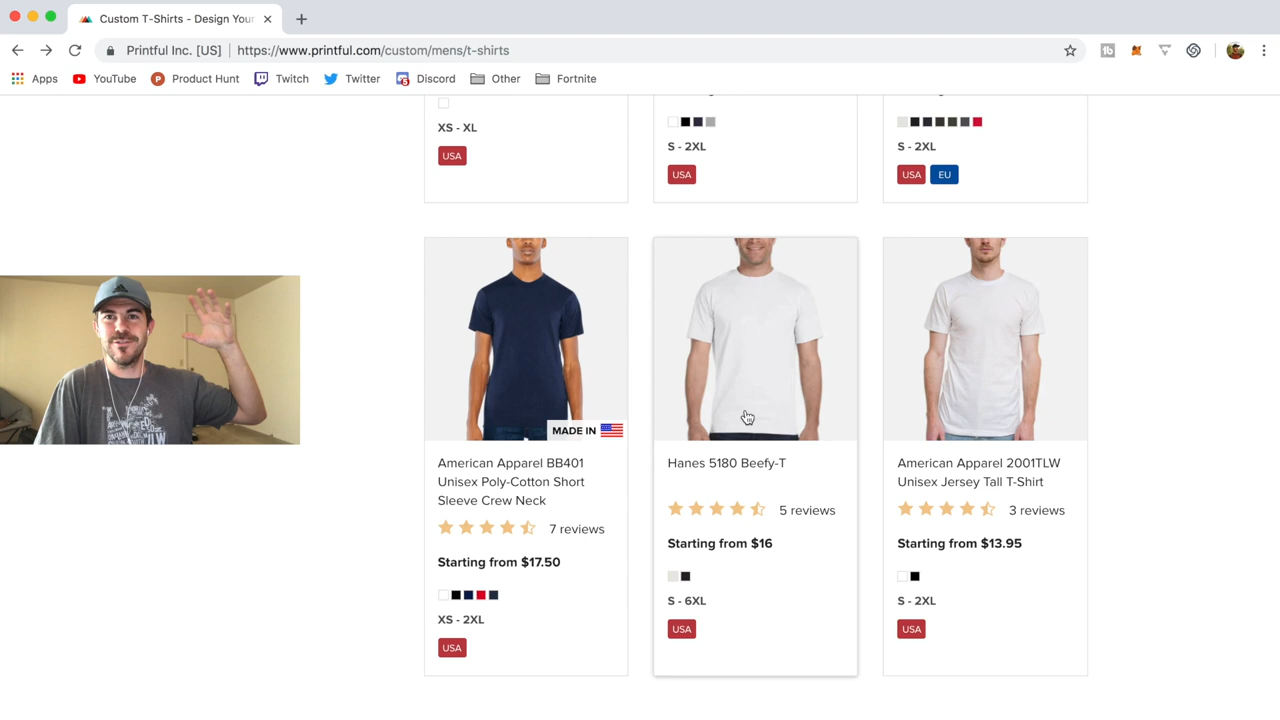 Custom T-Shirts - Design Your
Printful Inc. [US] | https://www.printful.com/custom/mens/t-shirts
Apps YouTube Product Hunt Twitch Twitter Discord Other Fortnite
XS - XL
USA
S - 2XL
USA
S - 2XL
USA EU
MADE IN
American Apparel BB401
Unisex Poly-Cotton Short
Sleeve Crew Neck
7 reviews
Starting from $17.50
XS - 2XL
USA
Hanes 5180 Beefy-T
5 reviews
Starting from $16
S - 6XL
USA
American Apparel 2001TLW
Unisex Jersey Tall T-Shirt
3 reviews
Starting from $13.95
S - 2XL
USA